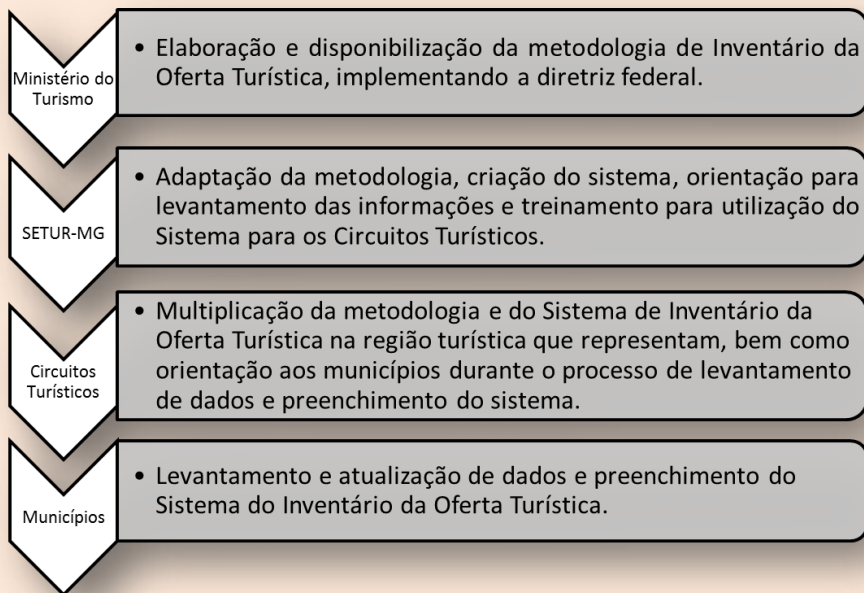 Ministério do
Turismo
• Elaboração e disponibilização da metodologia de Inventário da
Oferta Turística, implementando a diretriz federal.
SETUR-MG
• Adaptação da metodologia, criação do sistema, orientação para
levantamento das informações e treinamento para utilização do
Sistema para os Circuitos Turísticos.
Circuitos
Turísticos
• Multiplicação da metodologia e do Sistema de Inventário da
Oferta Turística na região turística que representam, bem como
orientação aos municípios durante o processo de levantamento
de dados e preenchimento do sistema.
Municípios
• Levantamento e atualização de dados e preenchimento do
Sistema do Inventário da Oferta Turística.